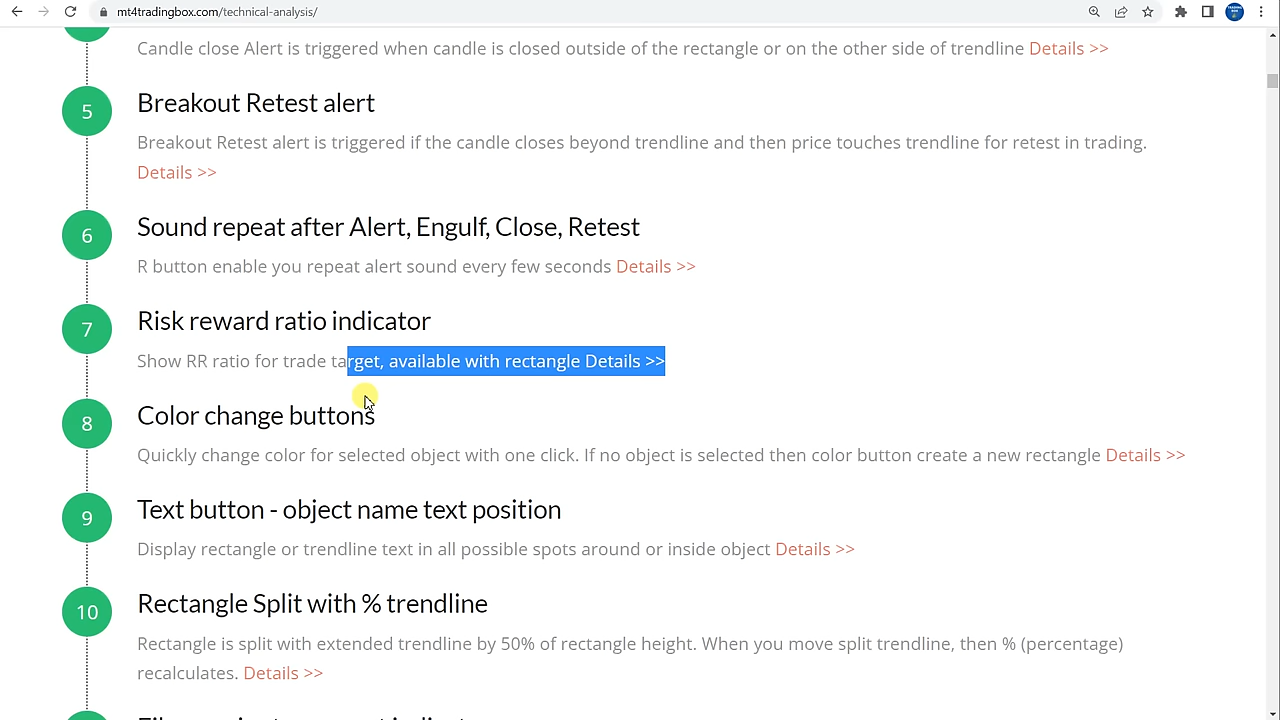 mt4tradingbox.com/technical-analysis/
Candle close Alert is triggered when candle is closed outside of the rectangle or on the other side of trendline Details >>
5
Breakout Retest alert
Breakout Retest alert is triggered if the candle closes beyond trendline and then price touches trendline for retest in trading.
Details >>
6
Sound repeat after Alert, Engulf, Close, Retest
R button enable you repeat alert sound every few seconds Details >>
7
Risk reward ratio indicator
Show RR ratio for trade target, available with rectangle Details >>
8
Color change buttons
Quickly change color for selected object with one click. If no object is selected then color button create a new rectangle Details >>
9
Text button - object name text position
Display rectangle or trendline text in all possible spots around or inside object Details >>
10
Rectangle Split with % trendline
Rectangle is split with extended trendline by 50% of rectangle height. When you move split trendline, then % (percentage)
recalculates. Details >>